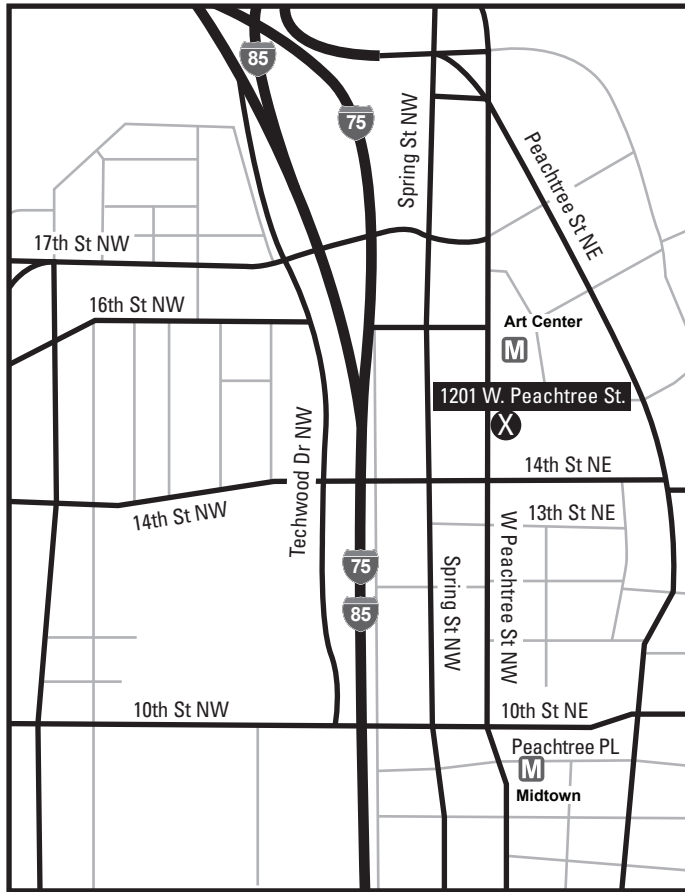 85
75
Spring St NW
Peachtree St NE
17th St NW
16th St NW
Art Center
M
1201 W. Peachtree St.
X
14th St NE
Techwood Dr NW
14th St NW
13th St NE
75
85
Spring St NW
W Peachtree St NW
10th St NW
10th St NE
Peachtree PL
M
Midtown